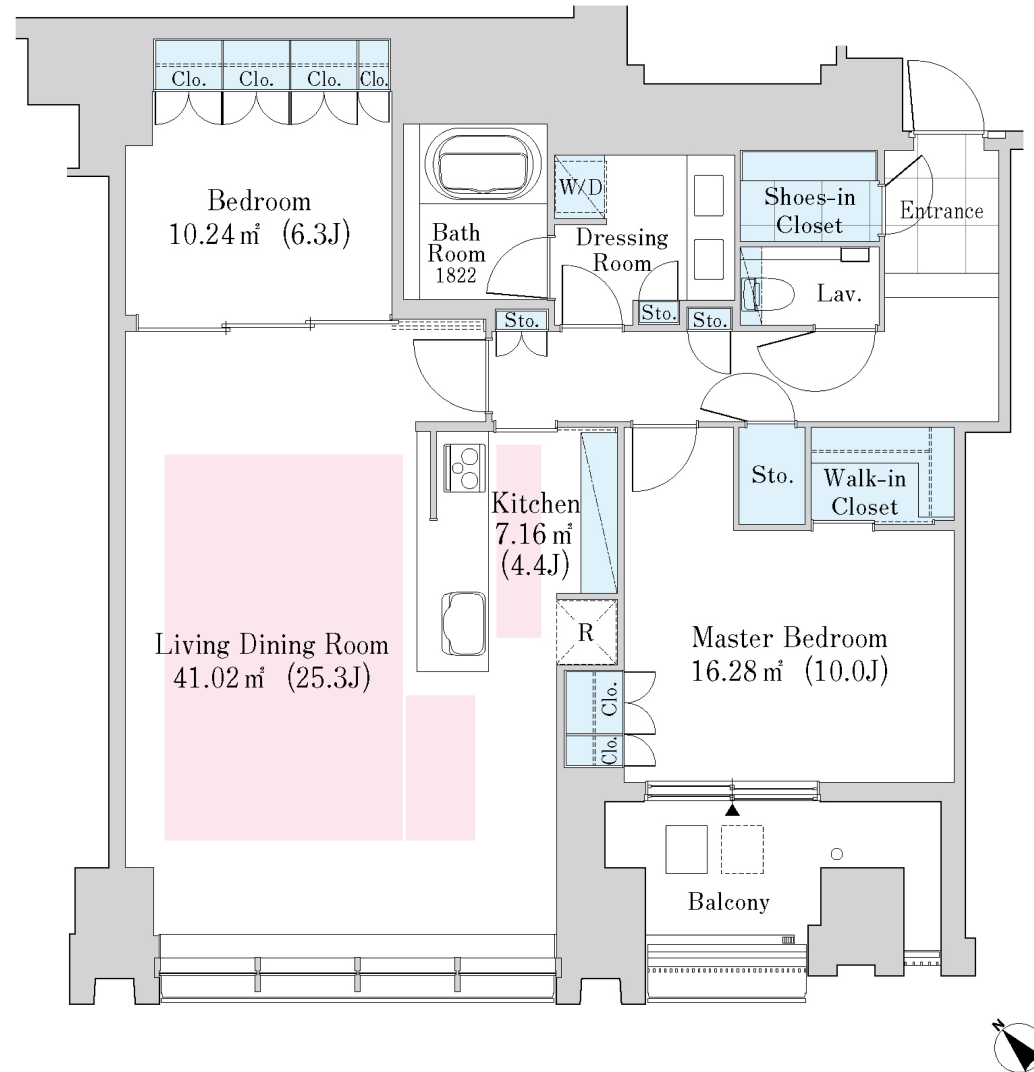 Clo.
Clo.
Clo.
Clo.
Bedroom
10.24㎡ (6.3J)
Bath
Room
1822
W/D
Dressing
Room
Shoes-in
Closet
Entrance
Lav.
Sto.
Sto.
Sto.
Kitchen
7.16㎡
(4.4J)
Sto.
Walk-in
Closet
R
Living Dining Room
41.02㎡ (25.3J)
Master Bedroom
16.28㎡ (10.0J)
Clo.
Clo.
Balcony
N